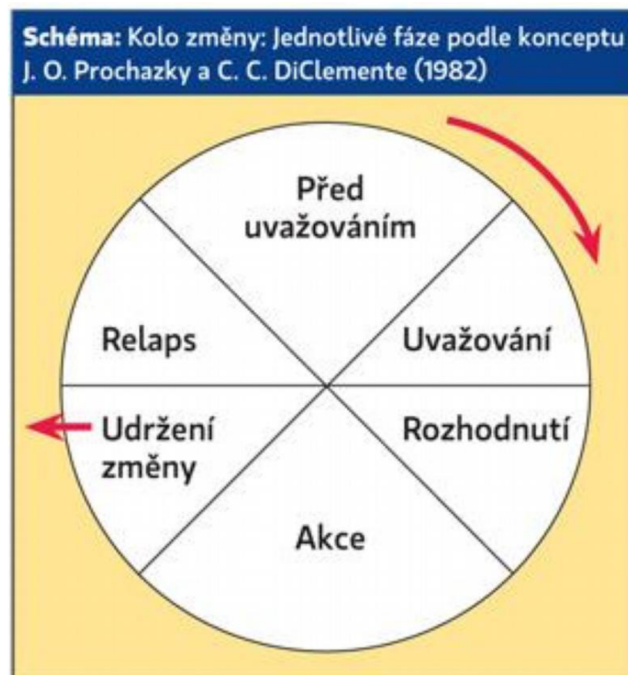 Schéma: Kolo změny: Jednotlivé fáze podle konceptu
J. O. Prochazky a C. C. DiClemente (1982)
Před
uvažováním
Uvažování
Rozhodnutí
Akce
Udržení
změny
Relaps